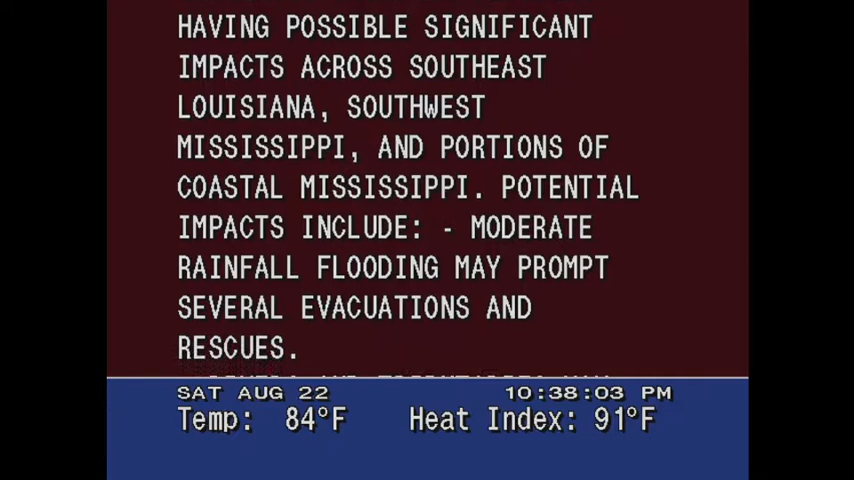 HAVING POSSIBLE SIGNIFICANT
IMPACTS ACROSS SOUTHEAST
LOUISIANA, SOUTHWEST
MISSISSIPPI, AND PORTIONS OF
COASTAL MISSISSIPPI. POTENTIAL
IMPACTS INCLUDE: - MODERATE
RAINFALL FLOODING MAY PROMPT
SEVERAL EVACUATIONS AND
RESCUES.
SAT AUG 22 10:38:03 PM
Temp: 84°F Heat Index: 91°F